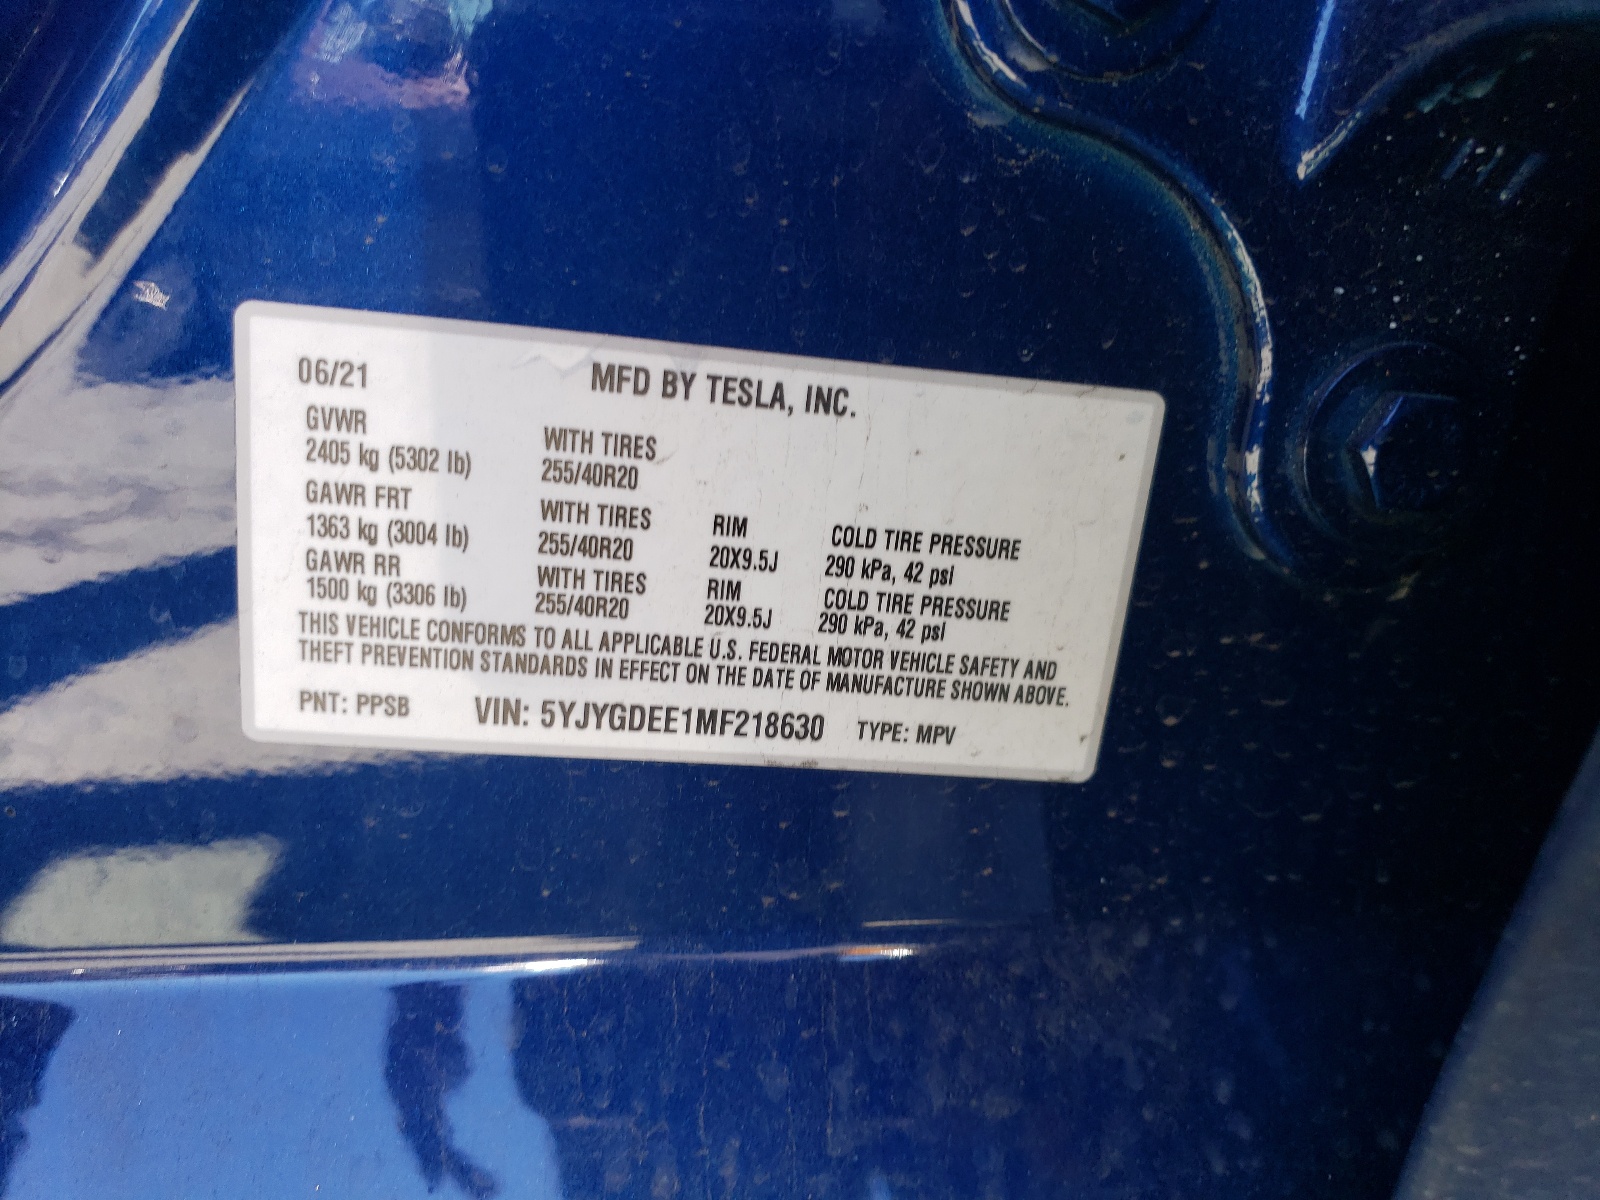 06/21 MFD BY TESLA, INC.
GVWR
2405 kg (5302 lb) WITH TIRES
255/40R20
GAWR FRT
1363 kg (3004 lb) WITH TIRES
255/40R20 RIM
20X9.5J COLD TIRE PRESSURE
290 kPa, 42 psi
GAWR RR
1500 kg (3306 lb) WITH TIRES
255/40R20 RIM
20X9.5J COLD TIRE PRESSURE
290 kPa, 42 psi
THIS VEHICLE CONFORMS TO ALL APPLICABLE U.S. FEDERAL MOTOR VEHICLE SAFETY AND
THEFT PREVENTION STANDARDS IN EFFECT ON THE DATE OF MANUFACTURE SHOWN ABOVE.
PNT: PPSB VIN: 5YJYGDEE1MF218630 TYPE: MPV